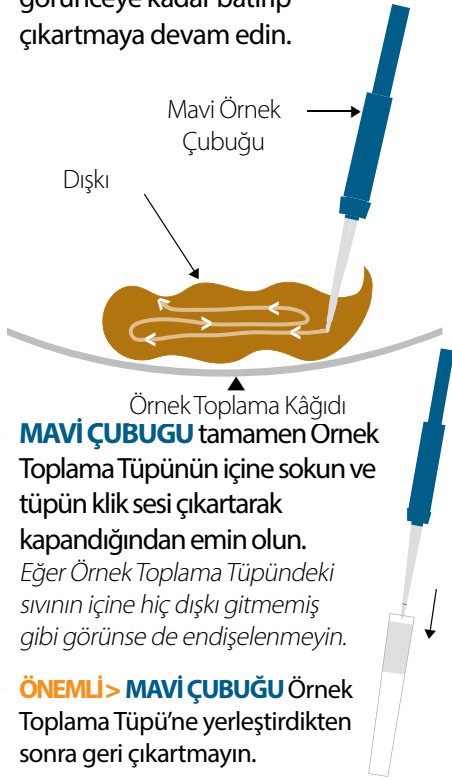 görünceye kadar batırıp
çıkartmaya devam edin.
Mavi Örnek
Çubuğu
Dışkı
Örnek Toplama Kâğıdı
MAVİ ÇUBUGU tamamen Ornek
Toplama Tüpünün içine sokun ve
tüpün klik sesi çıkartarak
kapandığından emin olun.
Eğer Örnek Toplama Tüpündeki
sıvının içine hiç dışkı gitmemiş
gibi görünse de endişelenmeyin.
ÖNEMLİ > MAVİ ÇUBUĞU Örnek
Toplama Tüpü’ne yerleştirdikten
sonra geri çıkartmayın.